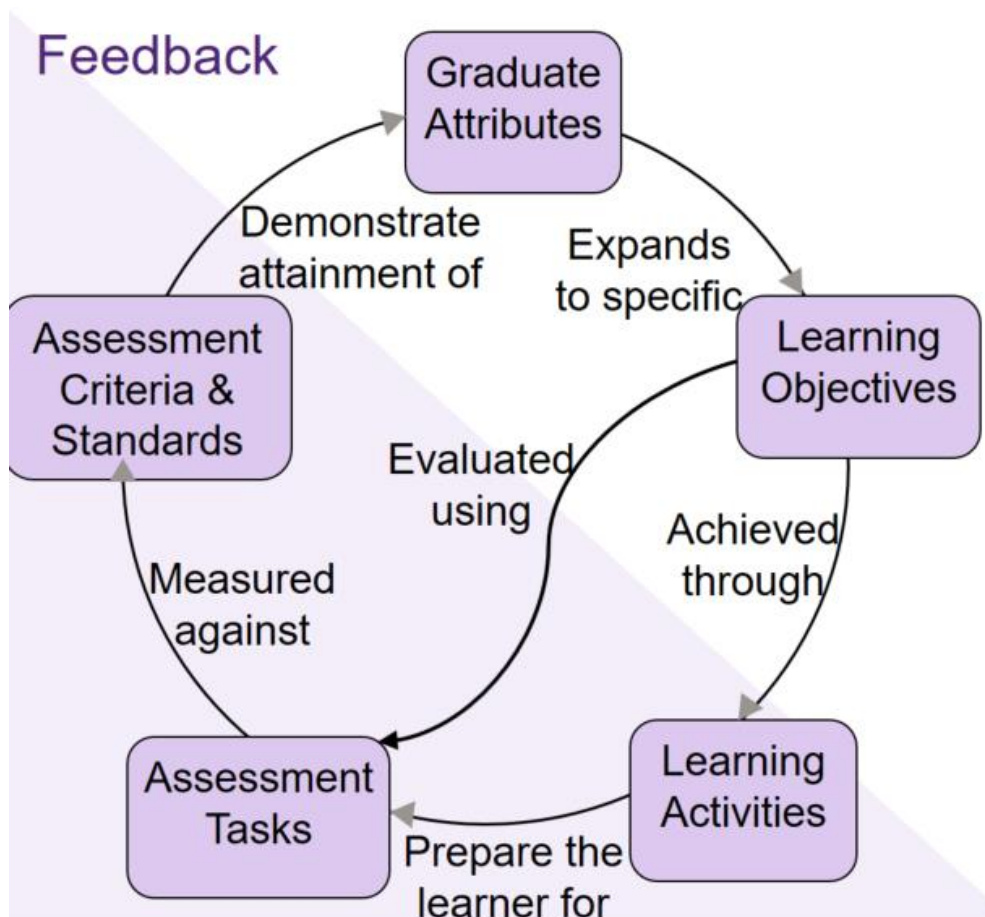 Feedback
Graduate
Attributes
Demonstrate
attainment of
Expands
to specific
Assessment
Criteria &
Standards
Learning
Objectives
Evaluated
using
Achieved
through
Measured
against
Assessment
Tasks
Learning
Activities
Prepare the
learner for